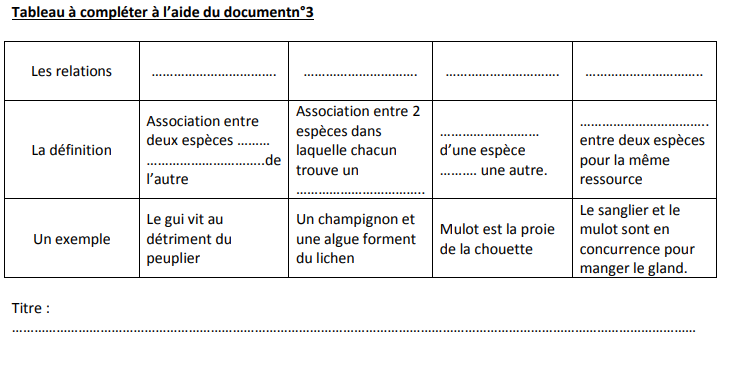 Tableau à compléter à l'aide du documentn°3
Les relations
…………………………….
………………………….
………………………….
…………………………..
La définition
Association entre
deux espèces ………
…………………………..de
l'autre
Association entre 2
espèces dans
laquelle chacun
trouve un
……………………………..
………………………
d'une espèce
………. une autre.
……………………………..
entre deux espèces
pour la même
ressource
Un exemple
Le gui vit au
détriment du
peuplier
Un champignon et
une algue forment
du lichen
Mulot est la proie
de la chouette
Le sanglier et le
mulot sont en
concurrence pour
manger le gland.
Titre :
……………………………………………………………………………………………………………………………………………………………………